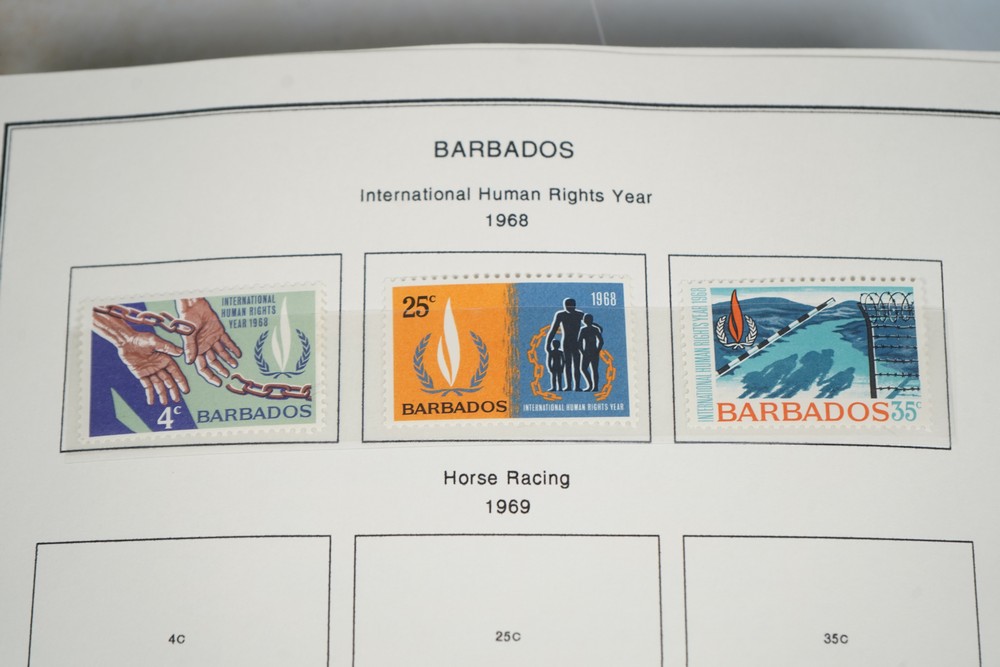 BARBADOS
International Human Rights Year
1968
INTERNATIONAL
HUMAN RIGHTS
YEAR 1968
4c
BARBADOS
25c
1968
BARBADOS
INTERNATIONAL HUMAN RIGHTS YEAR
INTERNATIONAL HUMAN RIGHTS YEAR 1968
BARBADOS
35c
Horse Racing
1969
4C
25C
35C